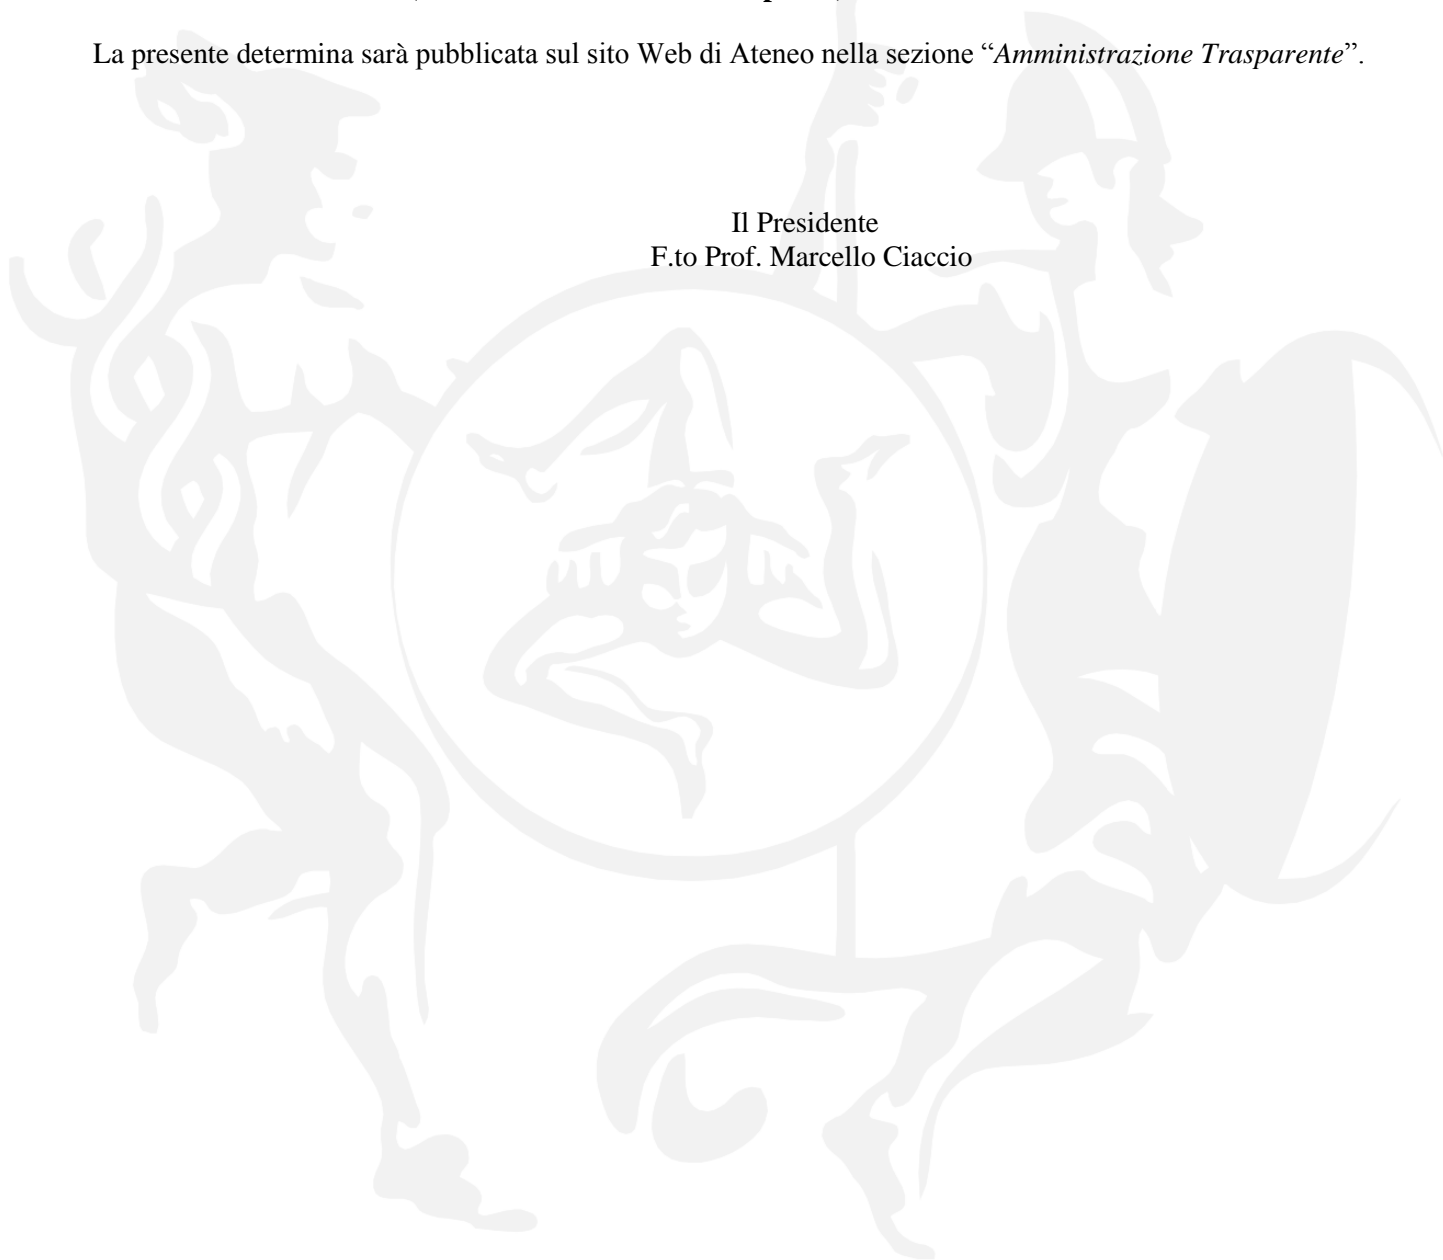 La presente determina sarà pubblicata sul sito Web di Ateneo nella sezione “Amministrazione Trasparente”.
Il Presidente
F.to Prof. Marcello Ciaccio